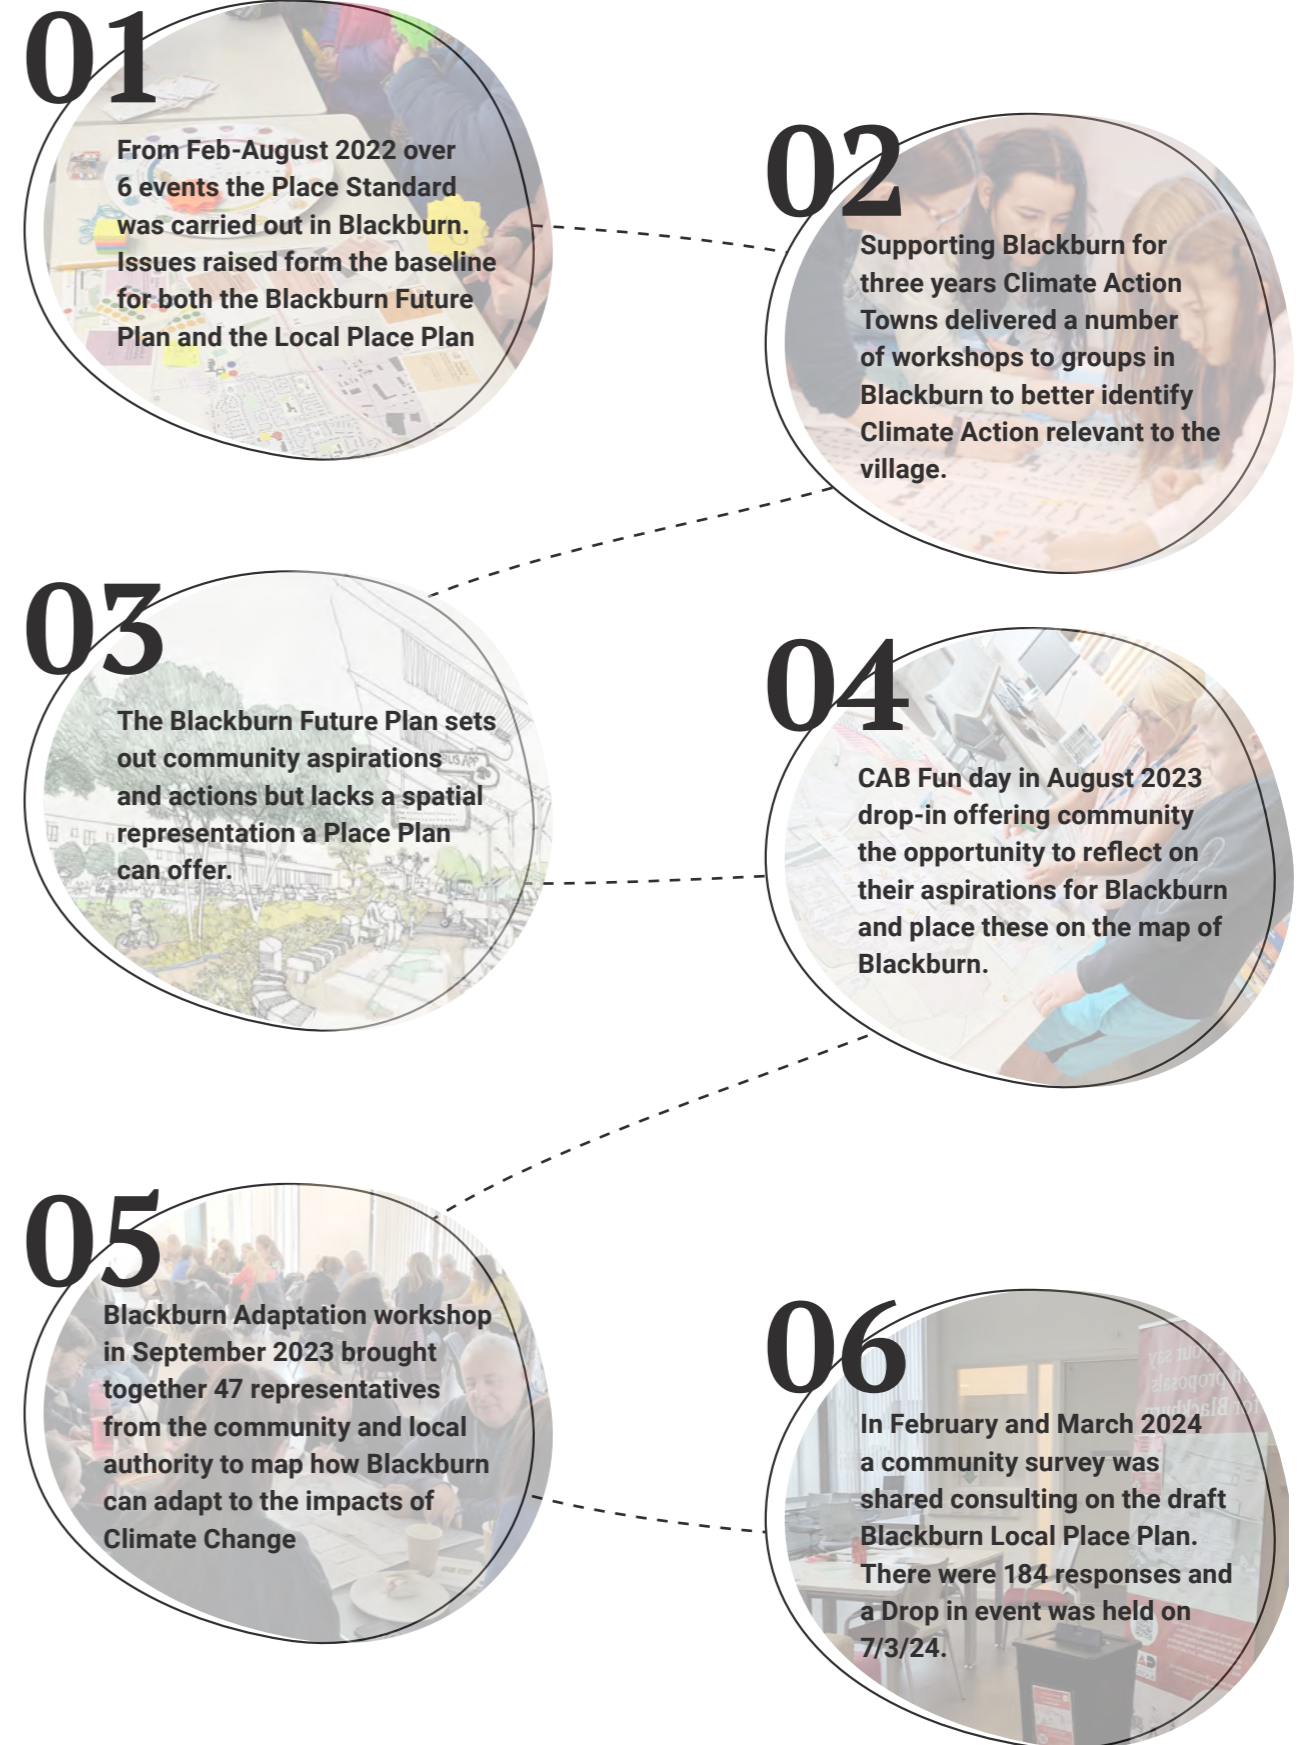 01
From Feb-August 2022 over
6 events the Place Standard
was carried out in Blackburn.
Issues raised form the baseline
for both the Blackburn Future
Plan and the Local Place Plan
02
Supporting Blackburn for
three years Climate Action
Towns delivered a number
of workshops to groups in
Blackburn to better identify
Climate Action relevant to the
village.
03
The Blackburn Future Plan sets
out community aspirations
and actions but lacks a spatial
representation a Place Plan
can offer.
04
CAB Fun day in August 2023
drop-in offering community
the opportunity to reflect on
their aspirations for Blackburn
and place these on the map of
Blackburn.
05
Blackburn Adaptation workshop
in September 2023 brought
together 47 representatives
from the community and local
authority to map how Blackburn
can adapt to the impacts of
Climate Change
06
say
your
proposals
Blackburn
In February and March 2024
a community survey was
shared consulting on the draft
Blackburn Local Place Plan.
There were 184 responses and
a Drop in event was held on
7/3/24.